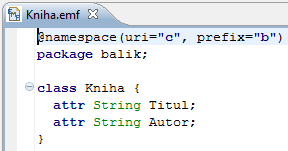 Kniha.emf
@namespace(uri="c", prefix="b")
package balik;
class Kniha {
attr String Titul;
attr String Autor;
}